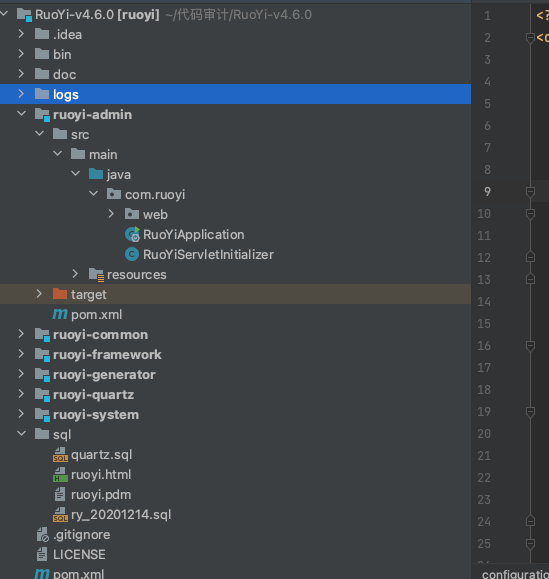 RuoYi-v4.6.0 [ruoyi] ~/代码审计/RuoYi-v4.6.0
.idea
bin
doc
logs
ruoyi-admin
src
main
java
com.ruoyi
web
RuoYiApplication
RuoYiServletInitializer
resources
target
pom.xml
ruoyi-common
ruoyi-framework
ruoyi-generator
ruoyi-quartz
ruoyi-system
sql
quartz.sql
ruoyi.html
ruoyi.pdm
ry_20201214.sql
.gitignore
LICENSE
pom.xml
1 <?
2 <c
3
4
5
6
7
8
9
10
11
12
13
14
15
16
17
18
19
20
21
22
23
24
25
configuratio